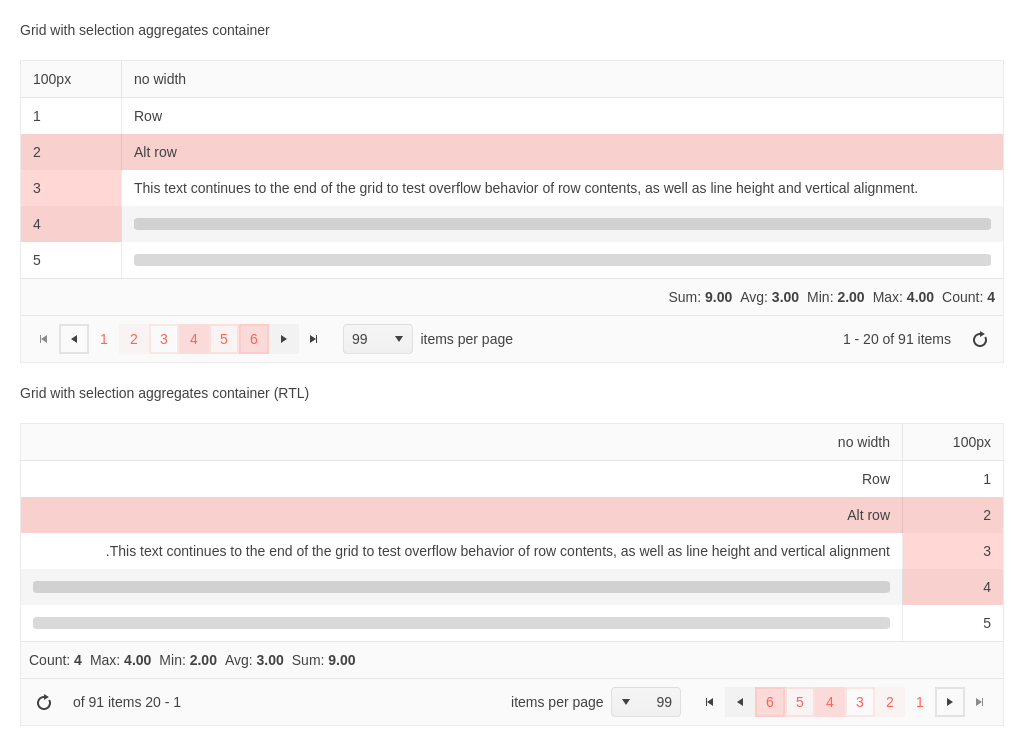 Grid with selection aggregates container
100px no width
1 Row
2 Alt row
3 This text continues to the end of the grid to test overflow behavior of row contents, as well as line height and vertical alignment.
4
5
Sum: 9.00 Avg: 3.00 Min: 2.00 Max: 4.00 Count: 4
1 2 3 4 5 6 99 items per page 1 - 20 of 91 items
Grid with selection aggregates container (RTL)
no width 100px
Row 1
Alt row 2
.This text continues to the end of the grid to test overflow behavior of row contents, as well as line height and vertical alignment 3
4
5
Count: 4 Max: 4.00 Min: 2.00 Avg: 3.00 Sum: 9.00
of 91 items 20 - 1 items per page 99 6 5 4 3 2 1